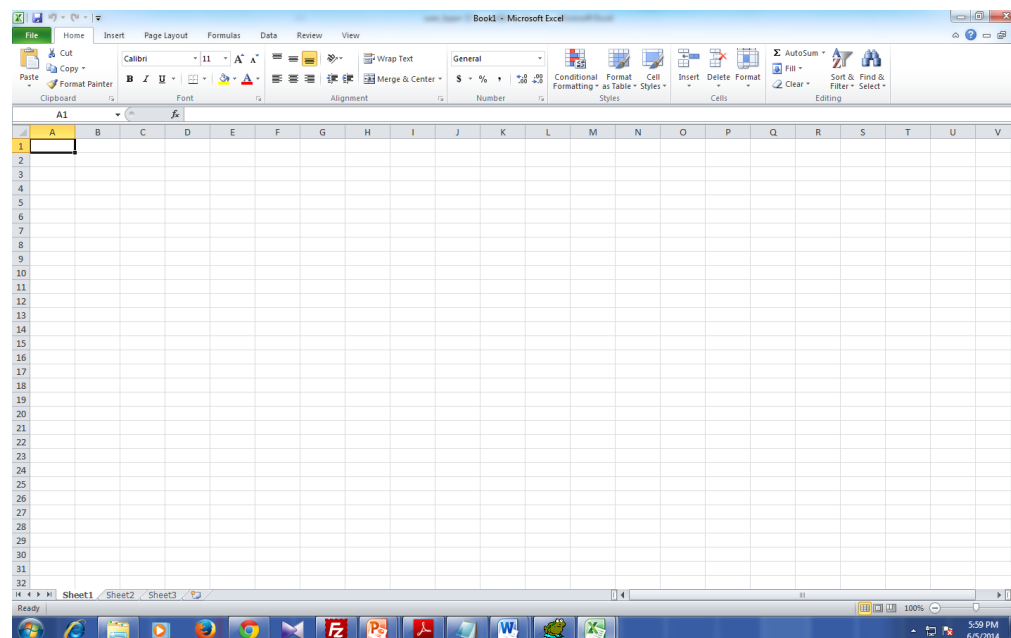 Book1 - Microsoft Excel
File Home Insert Page Layout Formulas Data Review View
Paste
Cut
Copy
Format Painter
Clipboard
Calibri 11
B I U
Font
Wrap Text
Merge & Center
Alignment
General
$ % ,
Number
Conditional Formatting
Format as Table
Cell Styles
Styles
Insert Delete Format
Cells
Σ AutoSum
Fill
Clear
Sort & Filter
Find & Select
Editing
A1 fx
A B C D E F G H I J K L M N O P Q R S T U V
1
2
3
4
5
6
7
8
9
10
11
12
13
14
15
16
17
18
19
20
21
22
23
24
25
26
27
28
29
30
31
32
Sheet1 Sheet2 Sheet3
Ready 100%
5:59 PM
6/5/2014